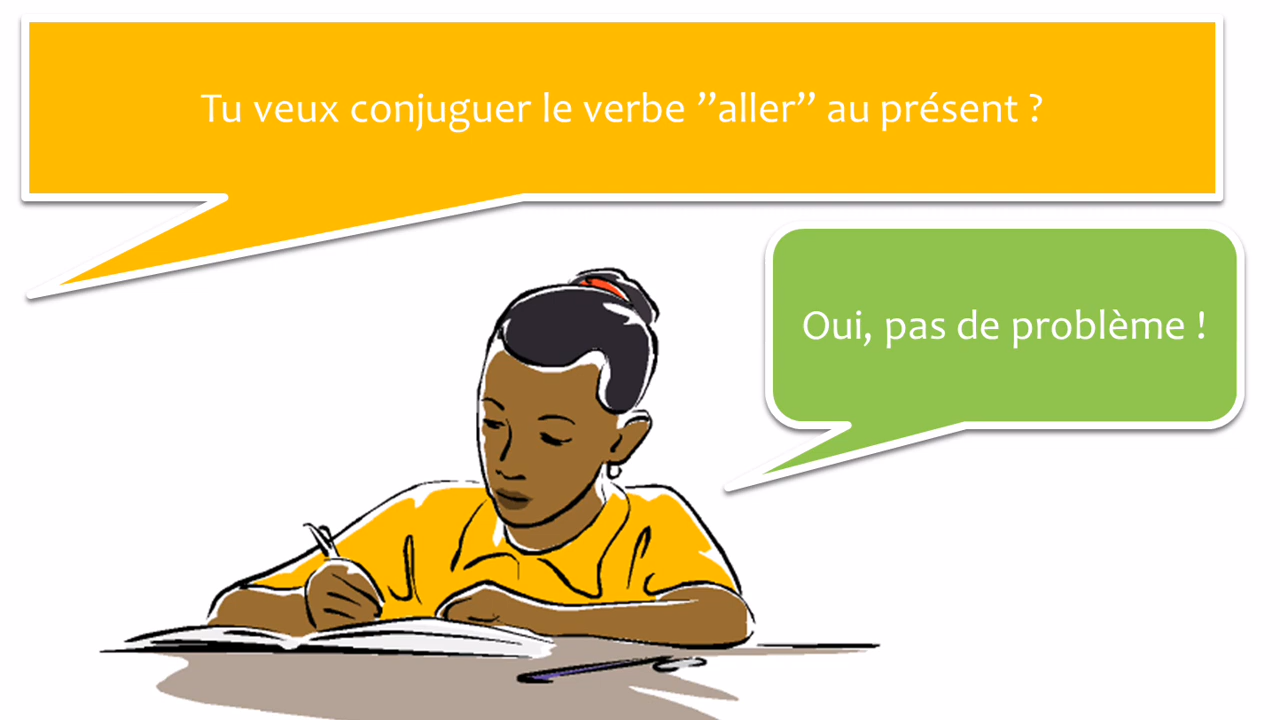 Tu veux conjuguer le verbe ”aller” au présent ?
Oui, pas de problème !